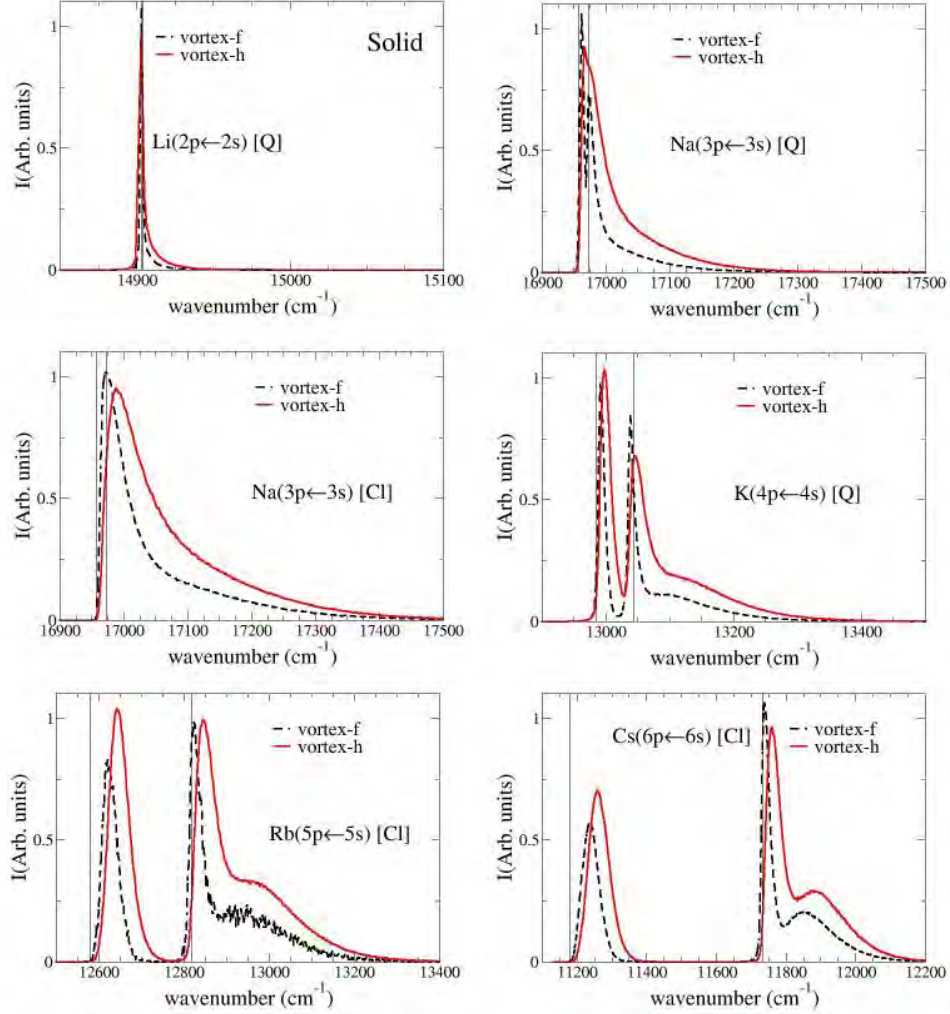 1
vortex-f
vortex-h
Solid
Li(2p←2s) [Q]
I(Arb. units)
0.5
0
14900 15000 15100
wavenumber (cm-1)
1
vortex-f
vortex-h
Na(3p←3s) [Q]
I(Arb. units)
0.5
0
16900 17000 17100 17200 17300 17400 17500
wavenumber (cm-1)
1
vortex-f
vortex-h
Na(3p←3s) [Cl]
I(Arb. units)
0.5
0
16900 17000 17100 17200 17300 17400 17500
wavenumber (cm-1)
1
vortex-f
vortex-h
K(4p←4s) [Q]
I(Arb. units)
0.5
0
13000 13200 13400
wavenumber (cm-1)
1
vortex-f
vortex-h
Rb(5p←5s) [Cl]
I(Arb. units)
0.5
0
12600 12800 13000 13200 13400
wavenumber (cm-1)
1
vortex-f
Cs(6p←6s) [Cl]
vortex-h
I(Arb. units)
0.5
0
11200 11400 11600 11800 12000 12200
wavenumber (cm-1)